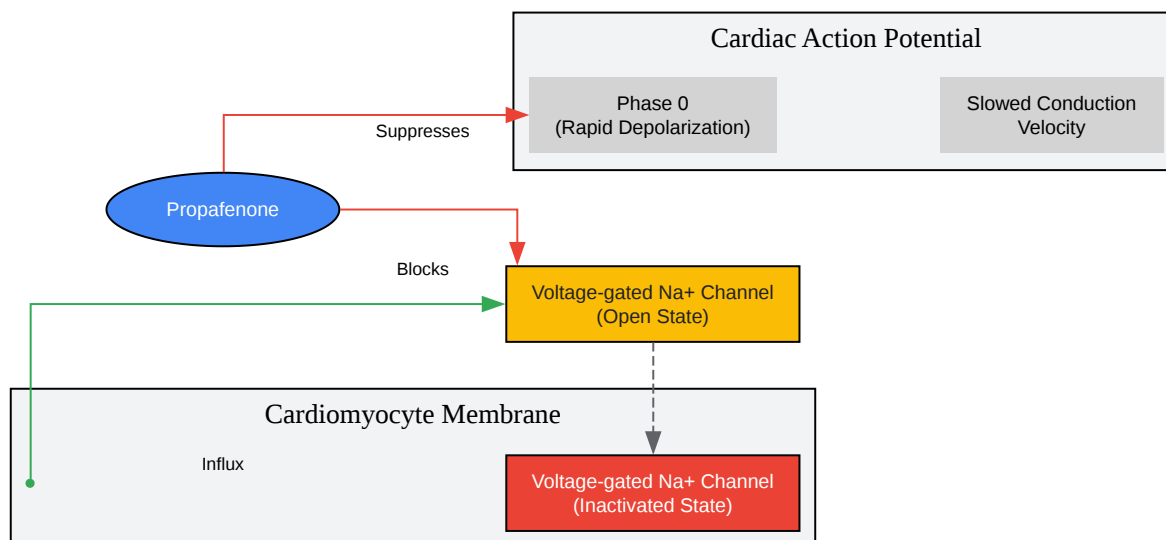 Cardiac Action Potential
Phase 0
(Rapid Depolarization)
Slowed Conduction
Velocity
Suppresses
Propafenone
Blocks
Voltage-gated Na+ Channel
(Open State)
Cardiomyocyte Membrane
Influx
Voltage-gated Na+ Channel
(Inactivated State)